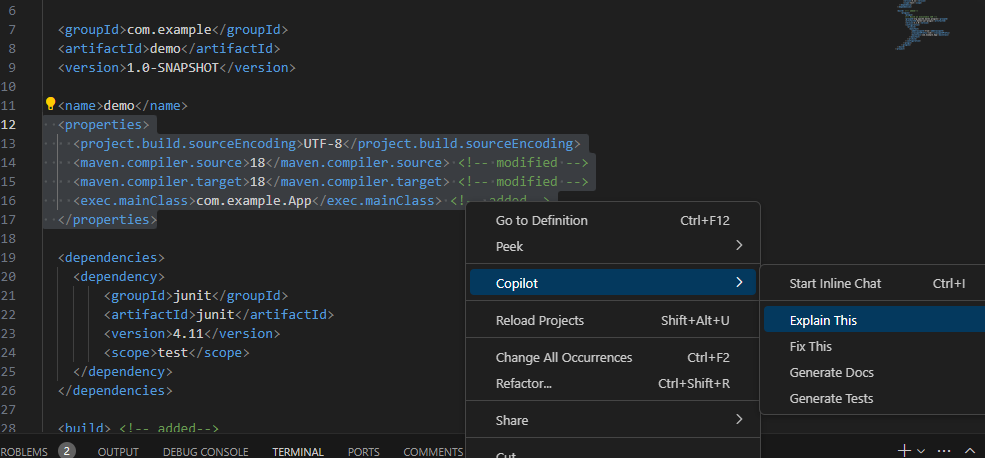 6
7 <groupId>com.example</groupId>
8 <artifactId>demo</artifactId>
9 <version>1.0-SNAPSHOT</version>
10
11 <name>demo</name>
12 <properties>
13 <project.build.sourceEncoding>UTF-8</project.build.sourceEncoding>
14 <maven.compiler.source>18</maven.compiler.source> <!-- modified -->
15 <maven.compiler.target>18</maven.compiler.target> <!-- modified -->
16 <exec.mainClass>com.example.App</exec.mainClass> <!-- added -->
17 </properties>
18
19 <dependencies>
20 <dependency>
21 <groupId>junit</groupId>
22 <artifactId>junit</artifactId>
23 <version>4.11</version>
24 <scope>test</scope>
25 </dependency>
26 </dependencies>
27
28 <build> <!-- added-->
Go to Definition Ctrl+F12
Peek
Copilot
Reload Projects Shift+Alt+U
Change All Occurrences Ctrl+F2
Refactor... Ctrl+Shift+R
Share
Cut
Start Inline Chat Ctrl+I
Explain This
Fix This
Generate Docs
Generate Tests
ROBLEMS 2 OUTPUT DEBUG CONSOLE TERMINAL PORTS COMMENTS